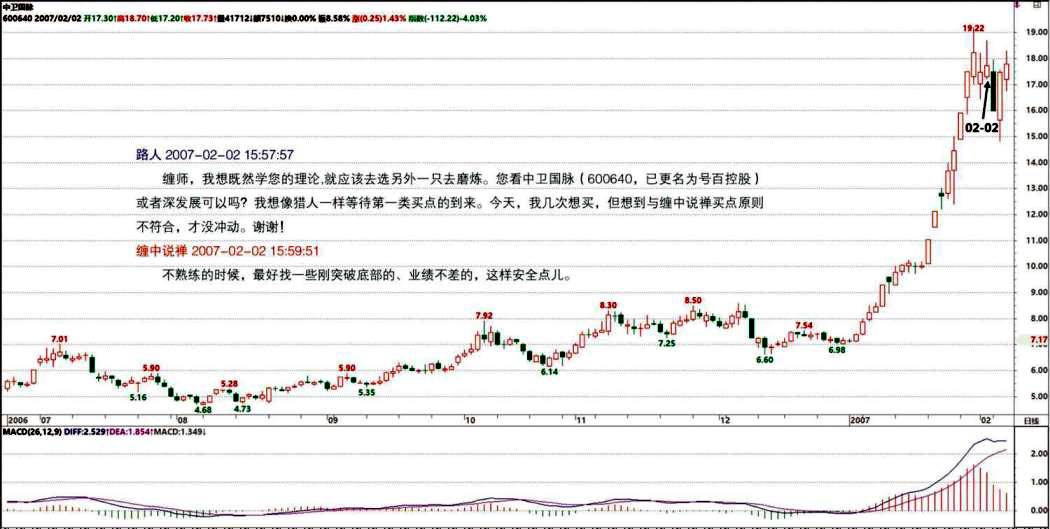 中卫国脉
600640 2007/02/02 开17.30↑高18.70↑低17.20↑收17.73↑量41712↓额7510↓换0.00% 振8.58% 涨(0.25)1.43% 指数(-112.22)-4.03%
19.22
19.00
18.00
17.00
16.00
02-02
15.00
路人 2007-02-02 15:57:57
14.00
缠师，我想既然学您的理论,就应该去选另外一只去磨炼。您看中卫国脉（600640，已更名为号百控股）
13.00
或者深发展可以吗？我想像猎人一样等待第一类买点的到来。今天，我几次想买，但想到与缠中说禅买点原则
12.00
不符合，才没冲动。谢谢！
11.00
缠中说禅 2007-02-02 15:59:51
不熟练的时候，最好找一些刚突破底部的、业绩不差的，这样安全点儿。
10.00
9.00
8.30 8.50
7.92
8.00
7.01 7.54
7.17
7.25 6.98
6.60
5.90 5.90 6.14
6.00
5.16 5.28 5.35
5.00
4.68 4.73
2006 07 08 09 10 11 12 2007 02 日线
MACD(26,12,9) DIFF:2.529↑DEA:1.854↑MACD:1.349↓
2.00
1.00
0.00